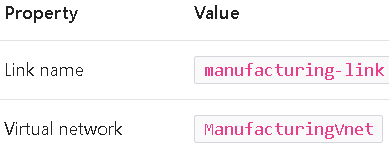 Property Value
Link name manufacturing-link
Virtual network ManufacturingVnet